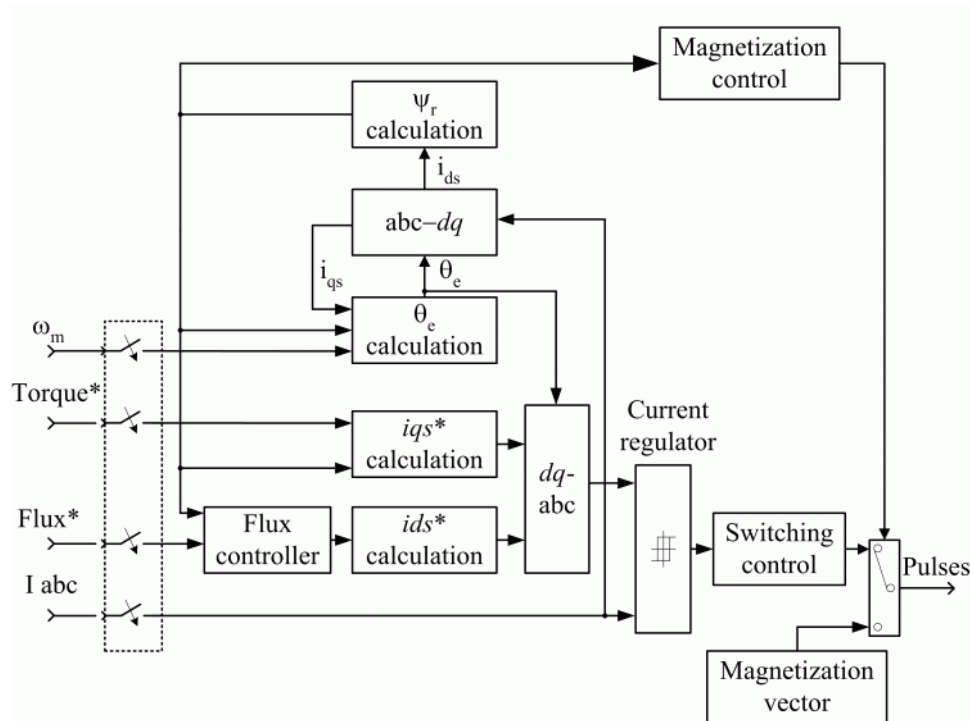 Magnetization
control
ψr
calculation
ids
abc–dq
iqs
θe
θe
calculation
ωm
Torque*
iqs*
calculation
Current
regulator
dq-
abc
Flux*
Flux
controller
ids*
calculation
Switching
control
Pulses
I abc
Magnetization
vector